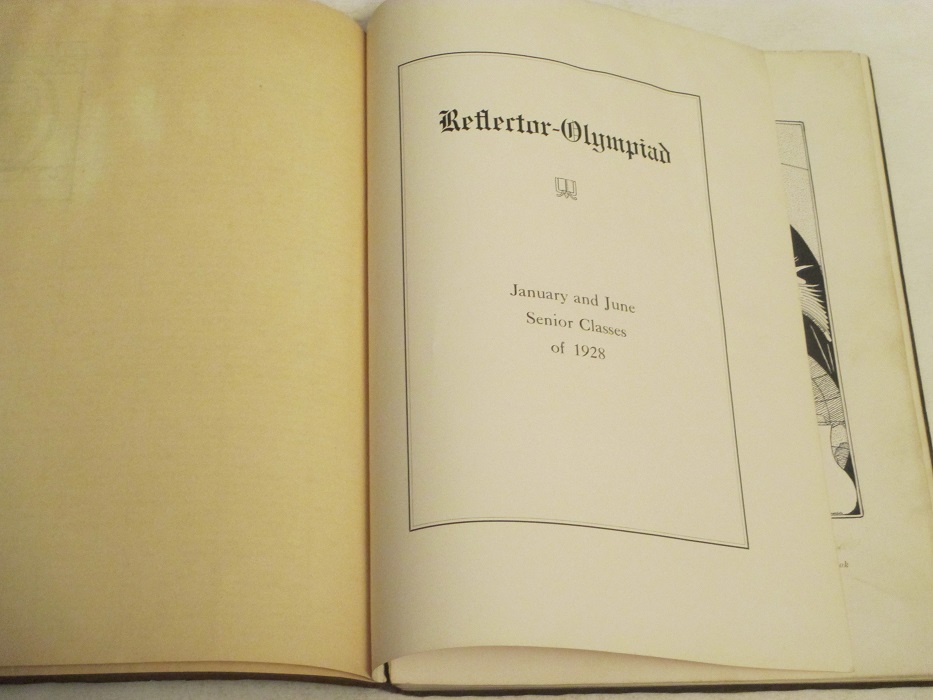 Reflector-Olympiad
January and June
Senior Classes
of 1928